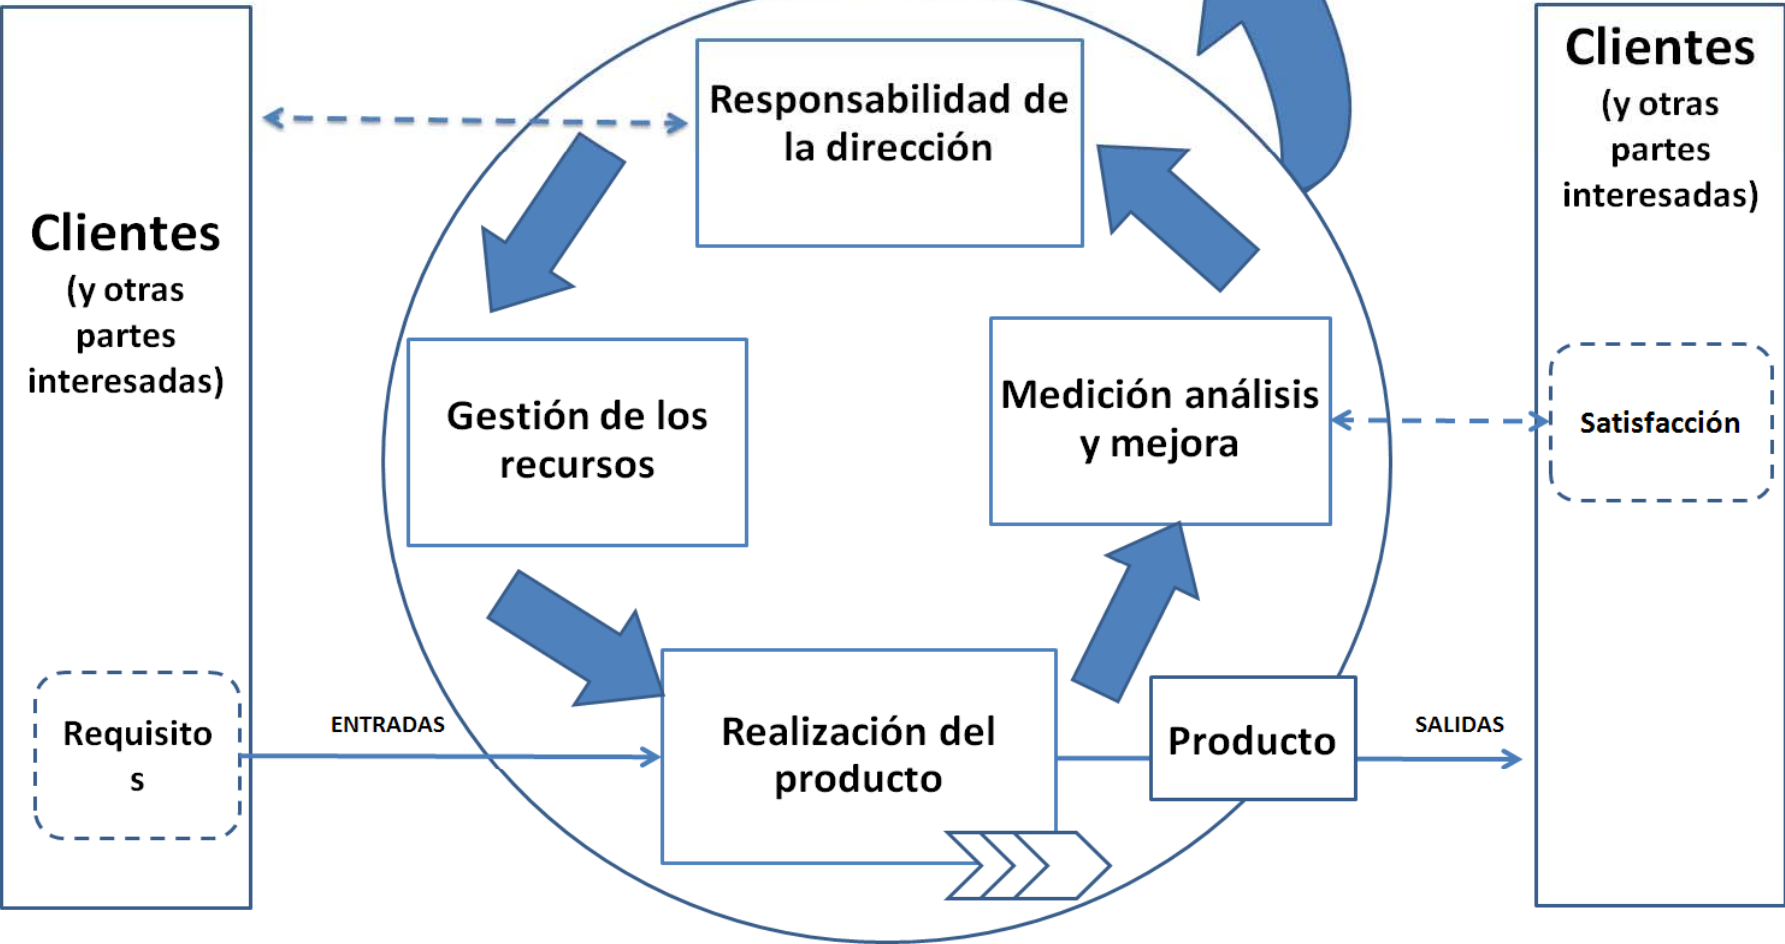 Clientes
(y otras
partes
interesadas)
Requisito
s
ENTRADAS
Responsabilidad de
la dirección
Gestión de los
recursos
Medición análisis
y mejora
Realización del
producto
Producto
SALIDAS
Clientes
(y otras
partes
interesadas)
Satisfacción